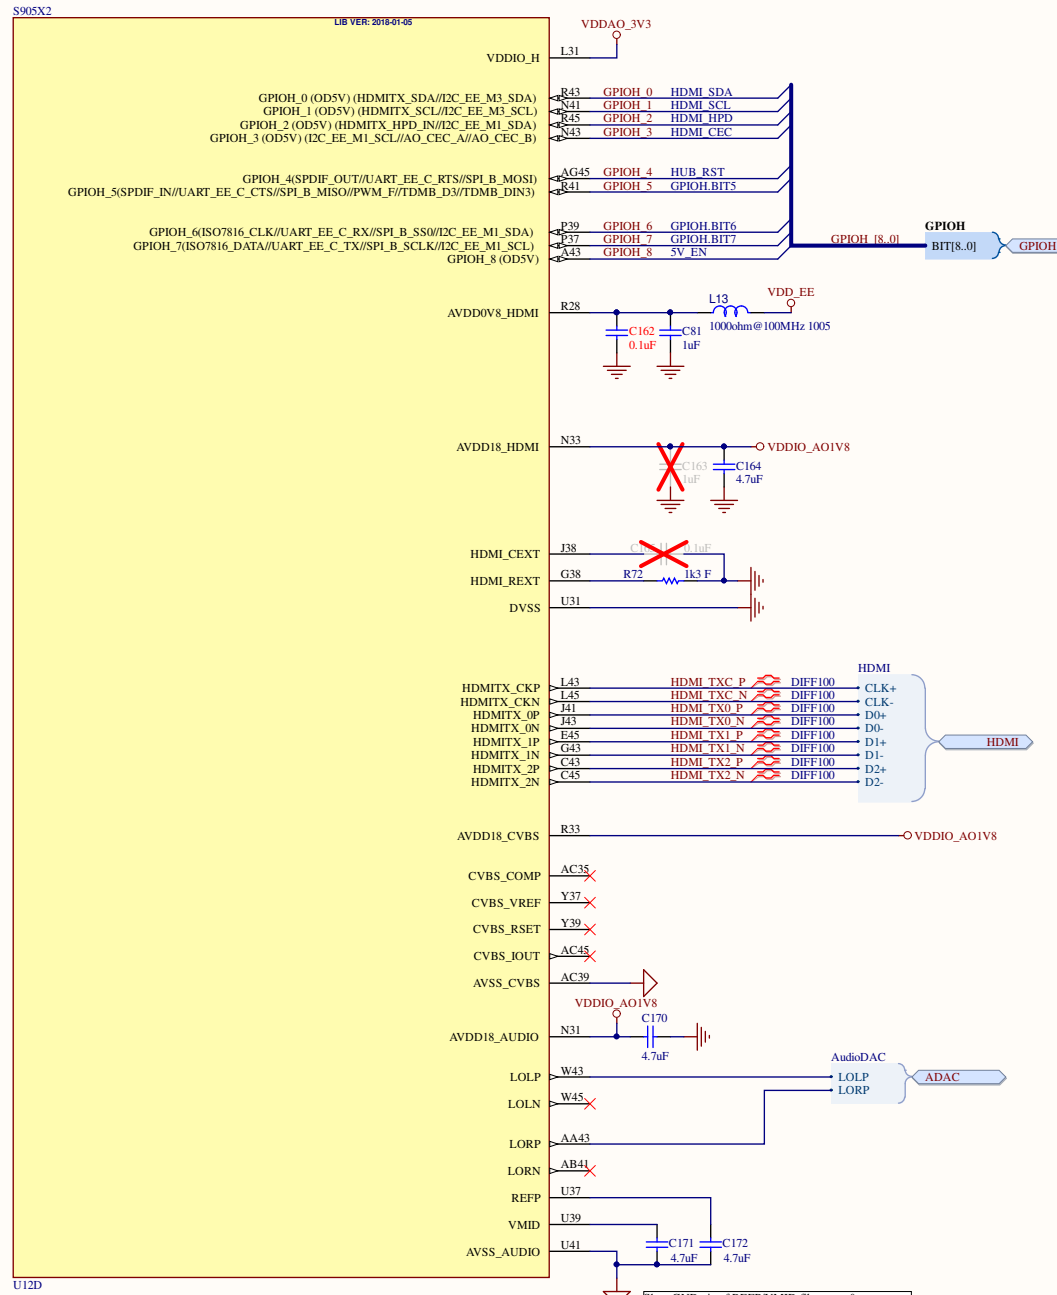 S905X2
LIB VER: 2018-01-05
VDDAO_3V3
VDDIO_H L31
GPIOH_0 (OD5V) (HDMITX_SDA//I2C_EE_M3_SDA) R43 GPIOH_0 HDMI_SDA
GPIOH_1 (OD5V) (HDMITX_SCL//I2C_EE_M3_SCL) N41 GPIOH_1 HDMI_SCL
GPIOH_2 (OD5V) (HDMITX_HPD_IN//I2C_EE_M1_SDA) R45 GPIOH_2 HDMI_HPD
GPIOH_3 (OD5V) (I2C_EE_M1_SCL//AO_CEC_A//AO_CEC_B) N43 GPIOH_3 HDMI_CEC
GPIOH_4(SPDIF_OUT//UART_EE_C_RTS//SPI_B_MOSI) AG45 GPIOH_4 HUB_RST
GPIOH_5(SPDIF_IN//UART_EE_C_CTS//SPI_B_MISO//PWM_F//TDMB_D3//TDMB_DIN3) R41 GPIOH_5 GPIOH.BIT5
GPIOH_6(ISO7816_CLK//UART_EE_C_RX//SPI_B_SS0//I2C_EE_M1_SDA) P39 GPIOH_6 GPIOH.BIT6
GPIOH
GPIOH_7(ISO7816_DATA//UART_EE_C_TX//SPI_B_SCLK//I2C_EE_M1_SCL) P37 GPIOH_7 GPIOH.BIT7 GPIOH_[8..0] BIT[8..0] GPIOH
GPIOH_8 (OD5V) A43 GPIOH_8 5V_EN
VDD_EE
L13
AVDD0V8_HDMI R28
1000ohm@100MHz 1005
C162 C81
0.1uF 1uF
AVDD18_HDMI N33 VDDIO_AO1V8
C163 C164
1uF 4.7uF
HDMI_CEXT J38 0.1uF
HDMI_REXT G38 R72 1k3 F
DVSS U31
HDMI
HDMITX_CKP L43 HDMI_TXC_P DIFF100 CLK+
HDMITX_CKN L45 HDMI_TXC_N DIFF100 CLK-
HDMITX_0P J41 HDMI_TX0_P DIFF100 D0+
HDMITX_0N J43 HDMI_TX0_N DIFF100 D0-
HDMITX_1P E45 HDMI_TX1_P DIFF100 D1+ HDMI
HDMITX_1N G43 HDMI_TX1_N DIFF100 D1-
HDMITX_2P C43 HDMI_TX2_P DIFF100 D2+
HDMITX_2N C45 HDMI_TX2_N DIFF100 D2-
AVDD18_CVBS R33 VDDIO_AO1V8
CVBS_COMP AC35
CVBS_VREF Y37
CVBS_RSET Y39
CVBS_IOUT AC45
AVSS_CVBS AC39
VDDIO_AO1V8
C170
AVDD18_AUDIO N31
4.7uF
AudioDAC
LOLP W43 LOLP ADAC
LORP
LOLN W45
LORP AA43
LORN AB41
REFP U37
VMID U39
C171 C172
AVSS_AUDIO U41 4.7uF 4.7uF
U12D